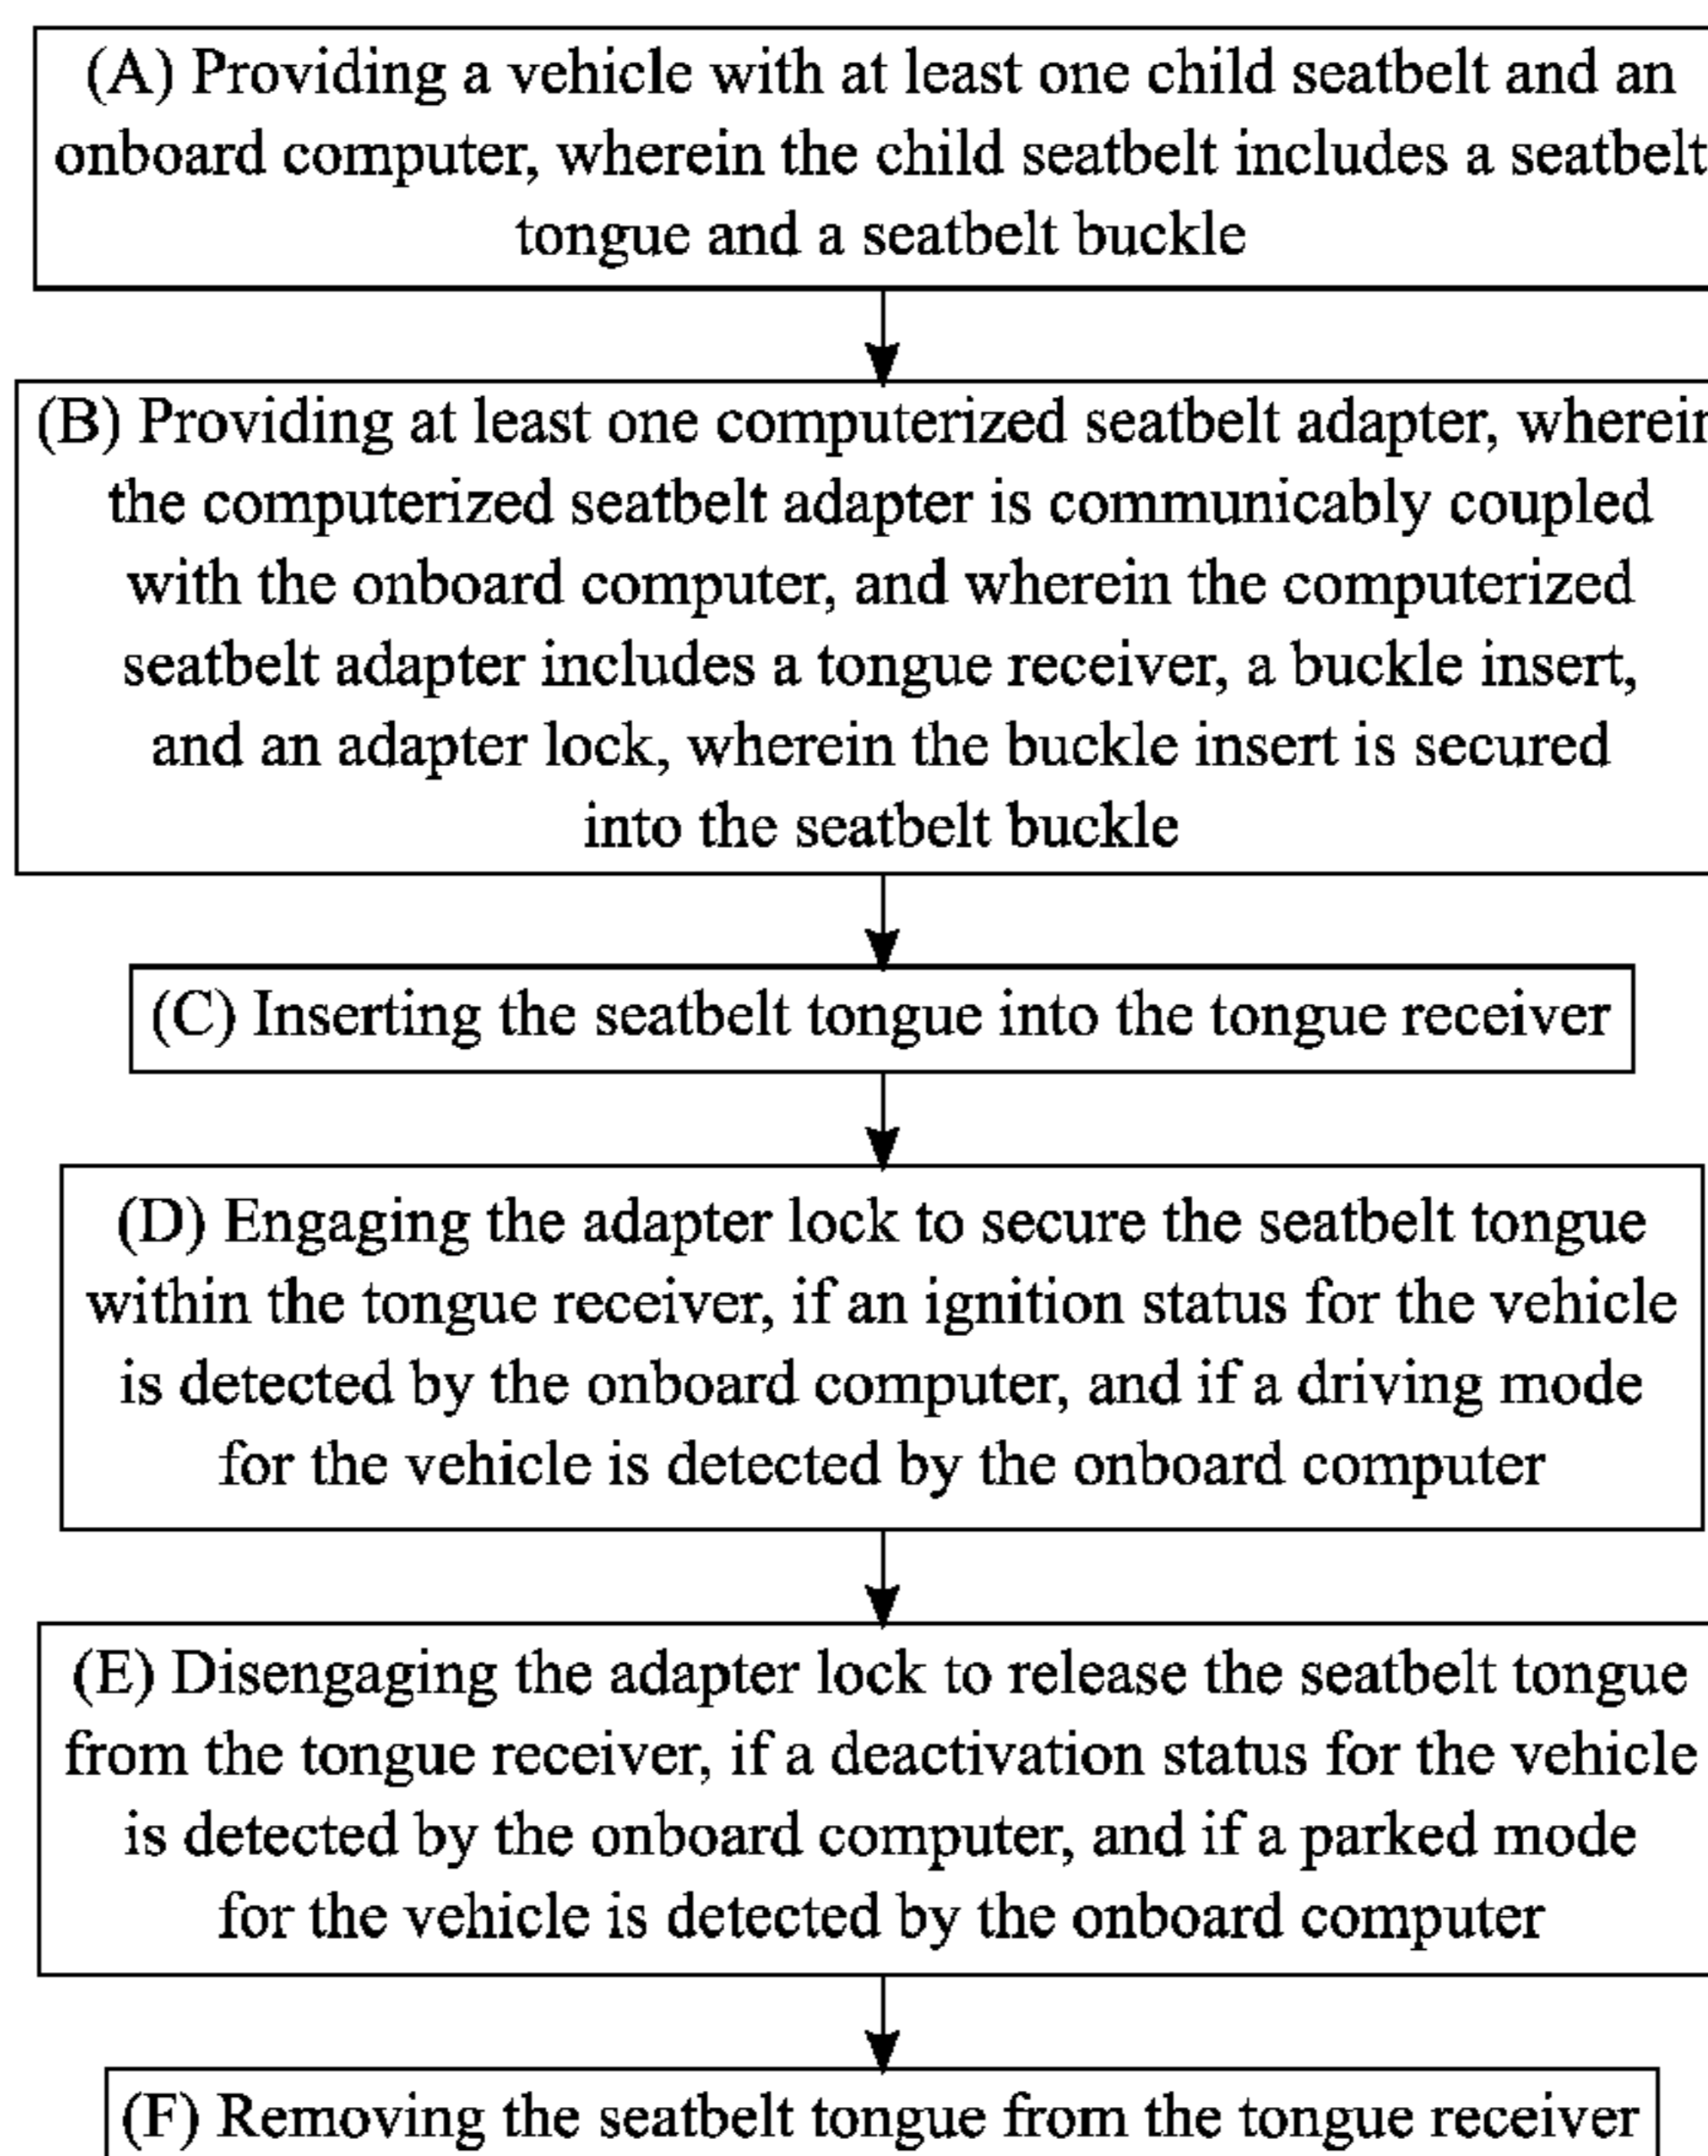 (A) Providing a vehicle with at least one child seatbelt and an
onboard computer, wherein the child seatbelt includes a seatbelt
tongue and a seatbelt buckle
(B) Providing at least one computerized seatbelt adapter, wherein
the computerized seatbelt adapter is communicably coupled
with the onboard computer, and wherein the computerized
seatbelt adapter includes a tongue receiver, a buckle insert,
and an adapter lock, wherein the buckle insert is secured
into the seatbelt buckle
(C) Inserting the seatbelt tongue into the tongue receiver
(D) Engaging the adapter lock to secure the seatbelt tongue
within the tongue receiver, if an ignition status for the vehicle
is detected by the onboard computer, and if a driving mode
for the vehicle is detected by the onboard computer
(E) Disengaging the adapter lock to release the seatbelt tongue
from the tongue receiver, if a deactivation status for the vehicle
is detected by the onboard computer, and if a parked mode
for the vehicle is detected by the onboard computer
(F) Removing the seatbelt tongue from the tongue receiver